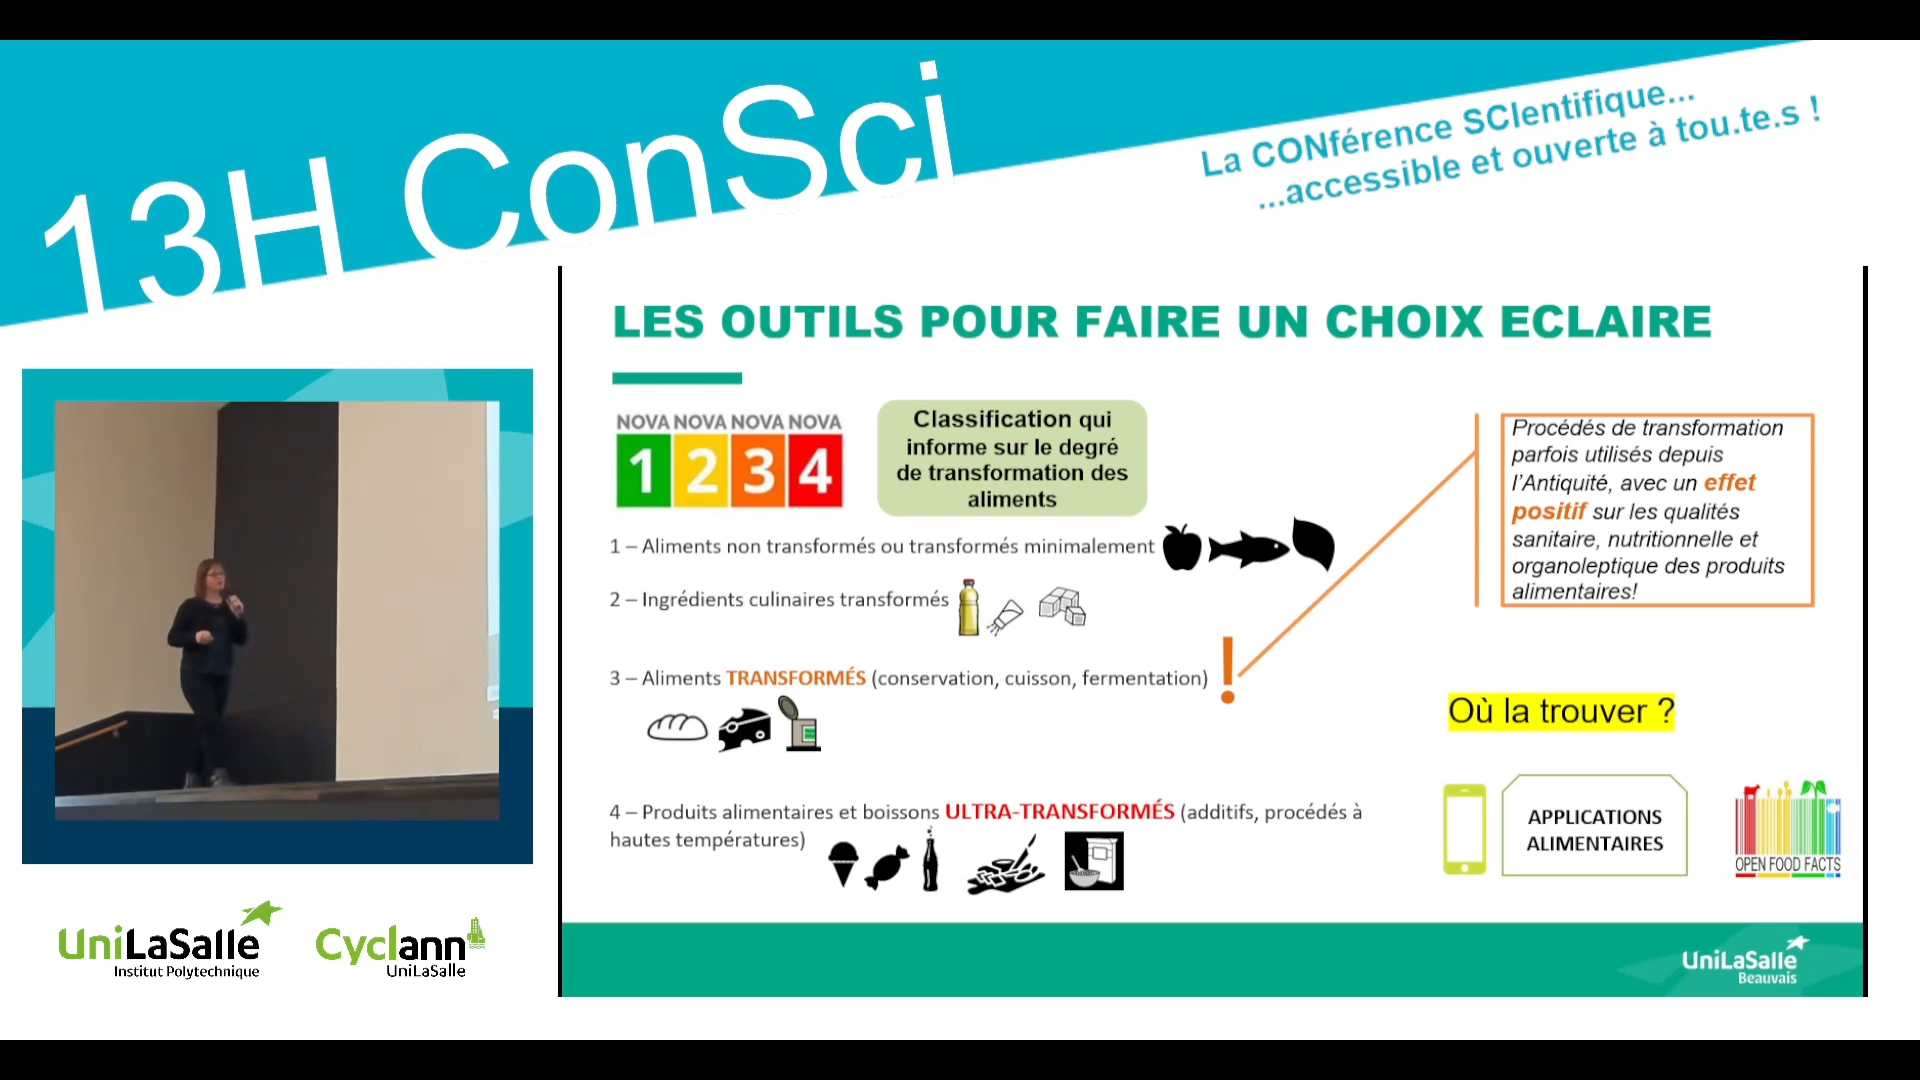 13H ConSci
La CONférence SCIentifique...
...accessible et ouverte à tou.te.s !
LES OUTILS POUR FAIRE UN CHOIX ECLAIRE
NOVA NOVA NOVA NOVA
1 2 3 4
Classification qui
informe sur le degré
de transformation des
aliments
1 – Aliments non transformés ou transformés minimalement
2 – Ingrédients culinaires transformés
3 – Aliments TRANSFORMÉS (conservation, cuisson, fermentation)
!
4 – Produits alimentaires et boissons ULTRA-TRANSFORMÉS (additifs, procédés à
hautes températures)
Procédés de transformation
parfois utilisés depuis
l'Antiquité, avec un effet
positif sur les qualités
sanitaire, nutritionnelle et
organoleptique des produits
alimentaires!
Où la trouver ?
APPLICATIONS
ALIMENTAIRES
OPEN FOOD FACTS
UniLaSalle
Institut Polytechnique
Cyclann
UniLaSalle
UniLaSalle
Beauvais